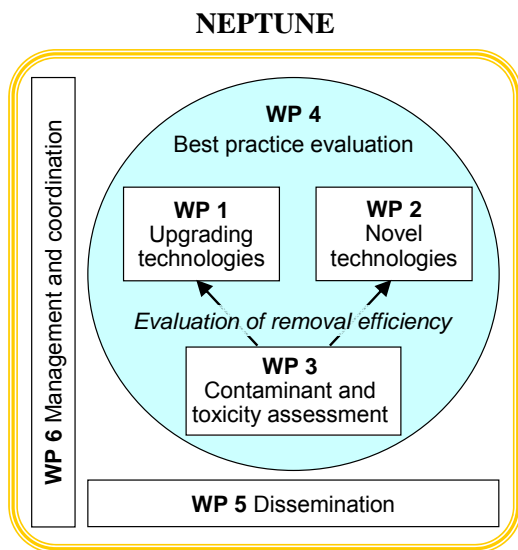 NEPTUNE
WP 6 Management and coordination
WP 4
Best practice evaluation
WP 1
Upgrading
technologies
WP 2
Novel
technologies
Evaluation of removal efficiency
WP 3
Contaminant and
toxicity assessment
WP 5 Dissemination